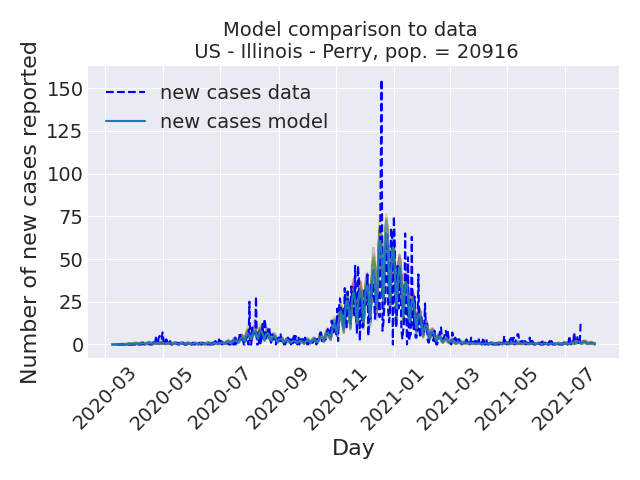 Model comparison to data
US - Illinois - Perry, pop. = 20916
Number of new cases reported
150
125
100
75
50
25
0
new cases data
new cases model
2020-03
2020-05
2020-07
2020-09
2020-11
2021-01
2021-03
2021-05
2021-07
Day